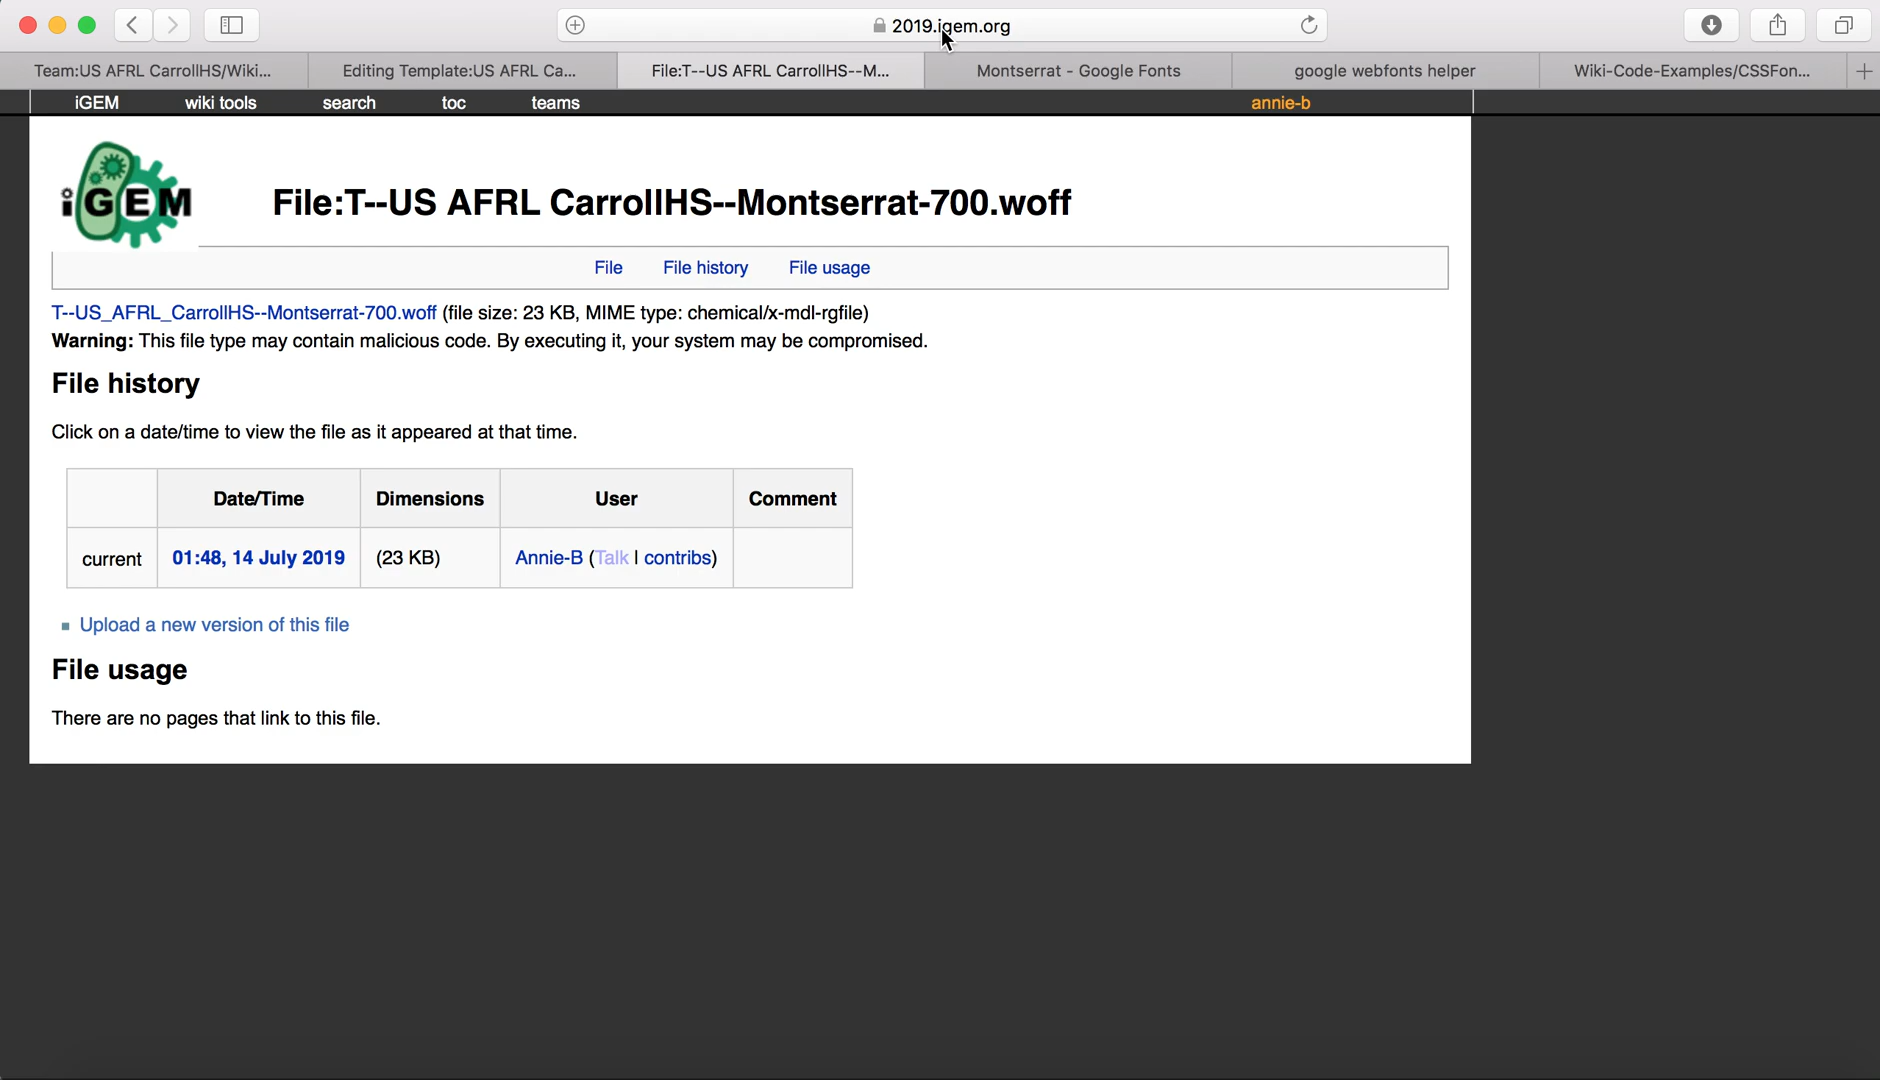 2019.igem.org
Team:US AFRL CarrollHS/Wiki...
Editing Template:US AFRL Ca...
File:T--US AFRL CarrollHS--M...
Montserrat - Google Fonts
google webfonts helper
Wiki-Code-Examples/CSSFon...
iGEM wiki tools search toc teams annie-b
iGEM
File:T--US AFRL CarrollHS--Montserrat-700.woff
File File history File usage
T--US_AFRL_CarrollHS--Montserrat-700.woff (file size: 23 KB, MIME type: chemical/x-mdl-rgfile)
Warning: This file type may contain malicious code. By executing it, your system may be compromised.
File history
Click on a date/time to view the file as it appeared at that time.
Date/Time Dimensions User Comment
current 01:48, 14 July 2019 (23 KB) Annie-B (Talk | contribs)
Upload a new version of this file
File usage
There are no pages that link to this file.